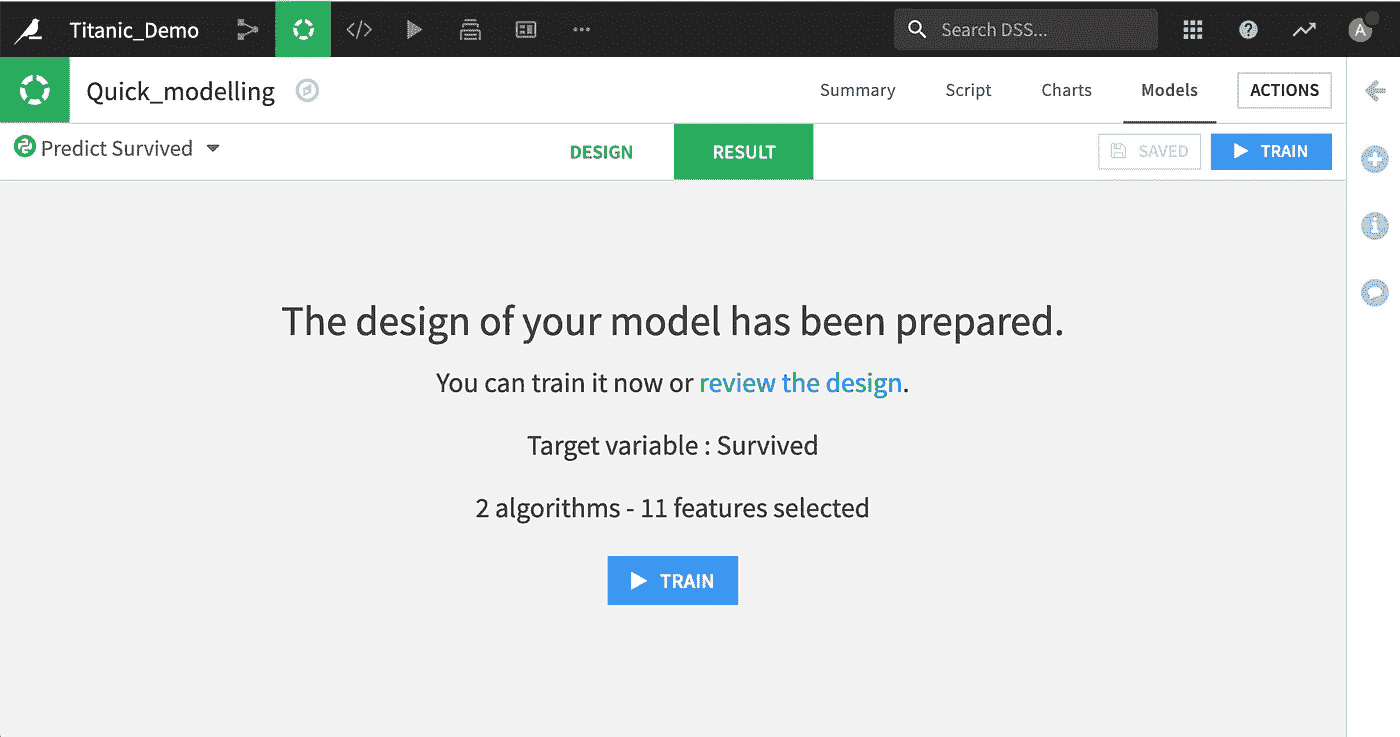 Titanic_Demo
</>
Search DSS...
A
Quick_modelling
Summary
Script
Charts
Models
ACTIONS
Predict Survived
DESIGN
RESULT
SAVED
TRAIN
The design of your model has been prepared.
You can train it now or review the design.
Target variable : Survived
2 algorithms - 11 features selected
TRAIN